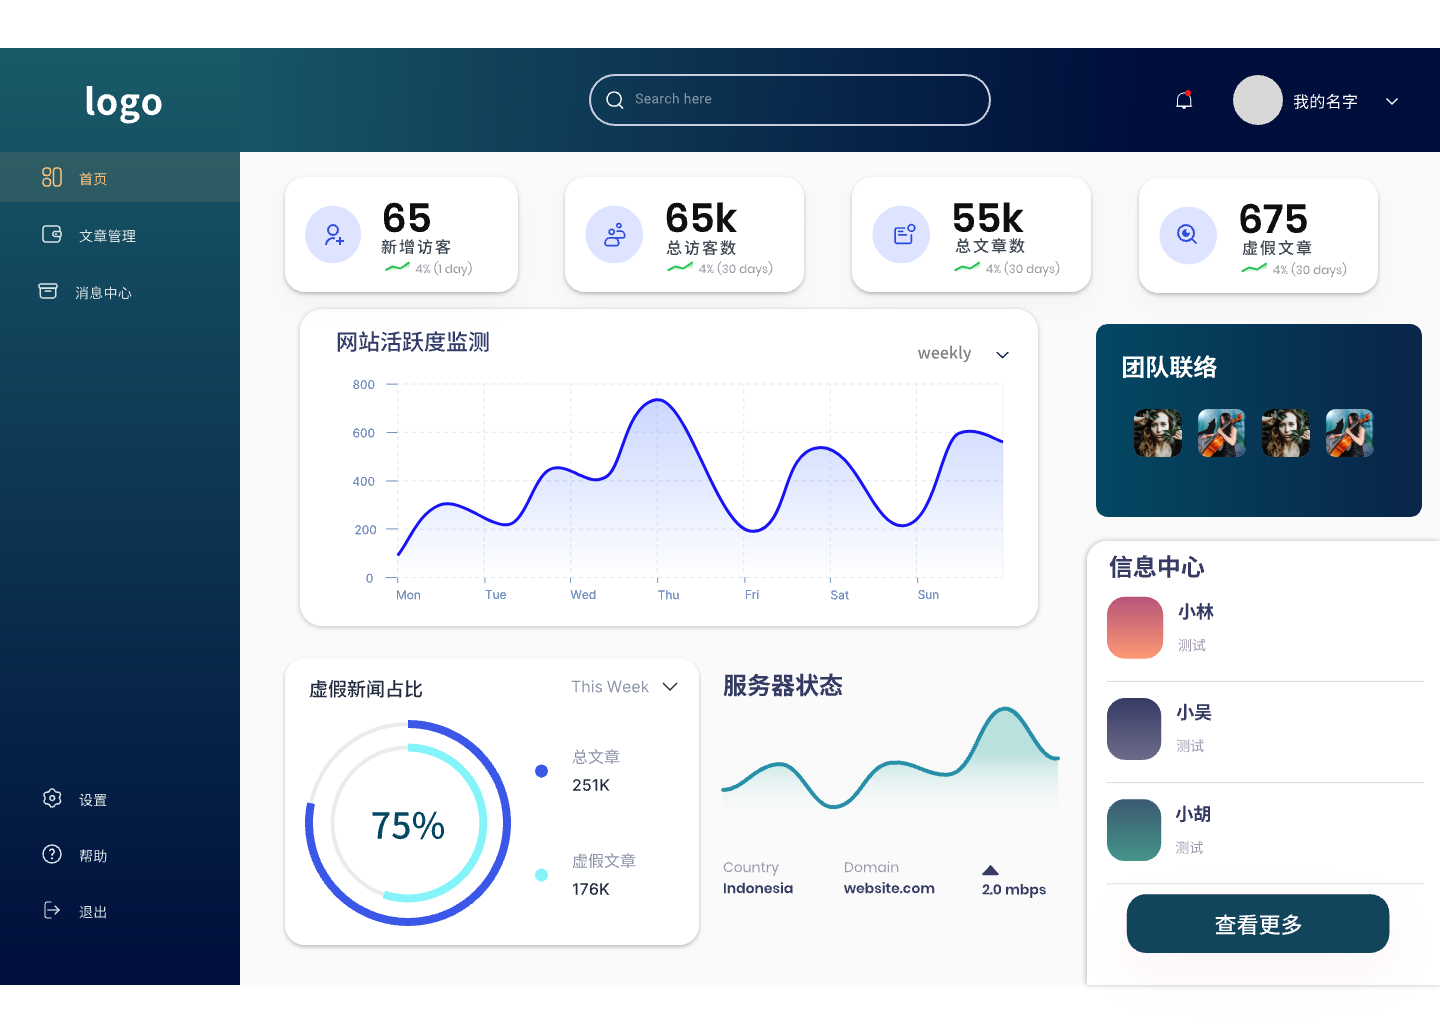 logo
Search here
我的名字
首页
文章管理
消息中心
设置
帮助
退出
65
新增访客
4% (1 day)
65k
总访客数
4% (30 days)
55k
总文章数
4% (30 days)
675
虚假文章
4% (30 days)
网站活跃度监测
weekly
800
600
400
200
0
Mon Tue Wed Thu Fri Sat Sun
团队联络
信息中心
小林
测试
小吴
测试
小胡
测试
查看更多
虚假新闻占比
This Week
75%
总文章
251K
虚假文章
176K
服务器状态
Country
Indonesia
Domain
website.com
2.0 mbps